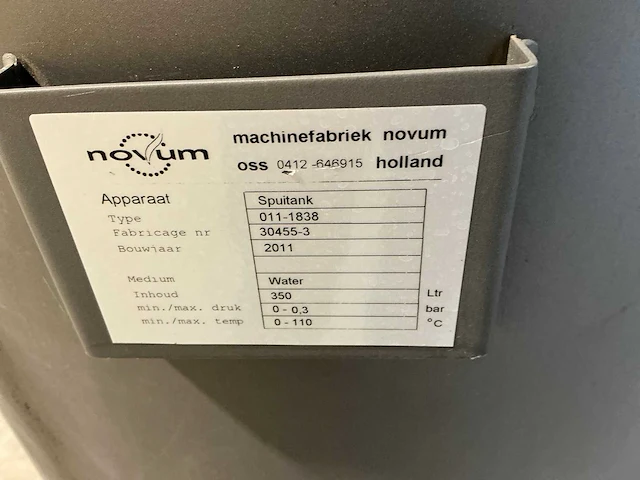 novum
machinefabriek novum
oss 0412-646915 holland
Apparaat Spuitank
Type 011-1838
Fabricage nr 30455-3
Bouwjaar 2011
Medium Water
Inhoud 350 Ltr
min./max. druk 0 - 0,3 bar
min./max. temp 0 - 110 °C